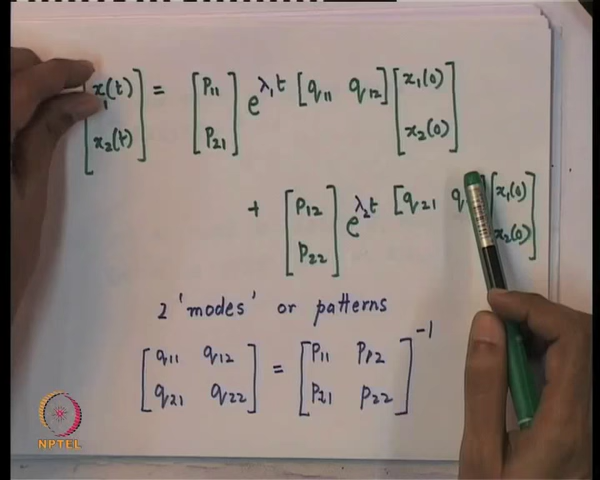 [x₁(t) x₂(t)] = [p₁₁ p₂₁] e^λ₁t [q₁₁ q₁₂] [x₁(0) x₂(0)]
+ [p₁₂ p₂₂] e^λ₂t [q₂₁ q [x₁(0) x₂(0)]
2 'modes' or patterns
[q₁₁ q₁₂ q₂₁ q₂₂] = [p₁₁ p₁₂ p₂₁ p₂₂]⁻¹
NPTEL